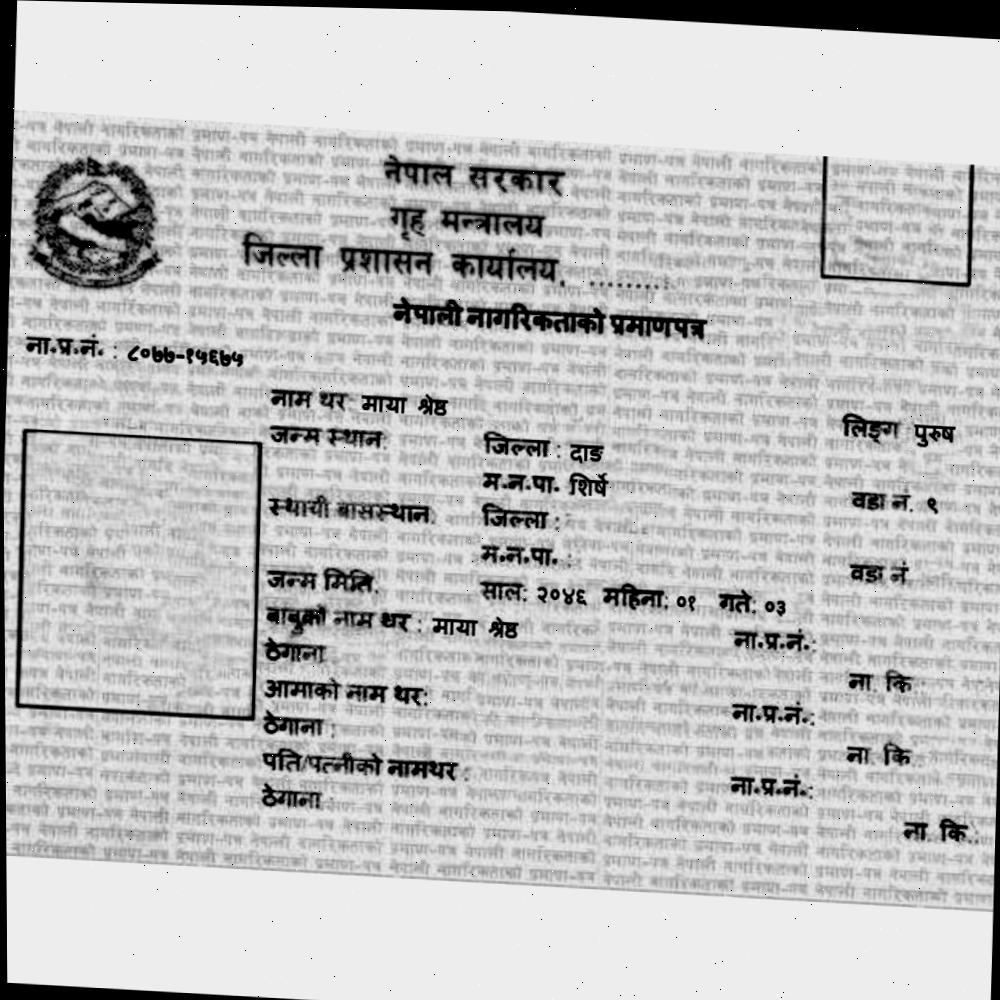 नेपाल सरकार
गृह मन्त्रालय
जिल्ला प्रशासन कार्यालय, .........
नेपाली नागरिकताको प्रमाणपत्र
ना.प्र.नं. : ८०७७-१५६७५
नाम थर: माया श्रेष्ठ लिङ्ग पुरुष
जन्म स्थान: जिल्ला : दाङ
म.न.पा. शिर्षे वडा नं. ९
स्थायी बासस्थान: जिल्ला :
म.न.पा. : वडा नं.
जन्म मिति: साल: २०४६ महिना: ०१ गते: ०३
बाबुको नाम थर : माया श्रेष्ठ ना.प्र.नं.:
ठेगाना ना. कि.:
आमाको नाम थर: ना.प्र.नं.:
ठेगाना : ना. कि.:
पति/पत्नीको नामथर : ना.प्र.नं.:
ठेगाना : ना. कि.: